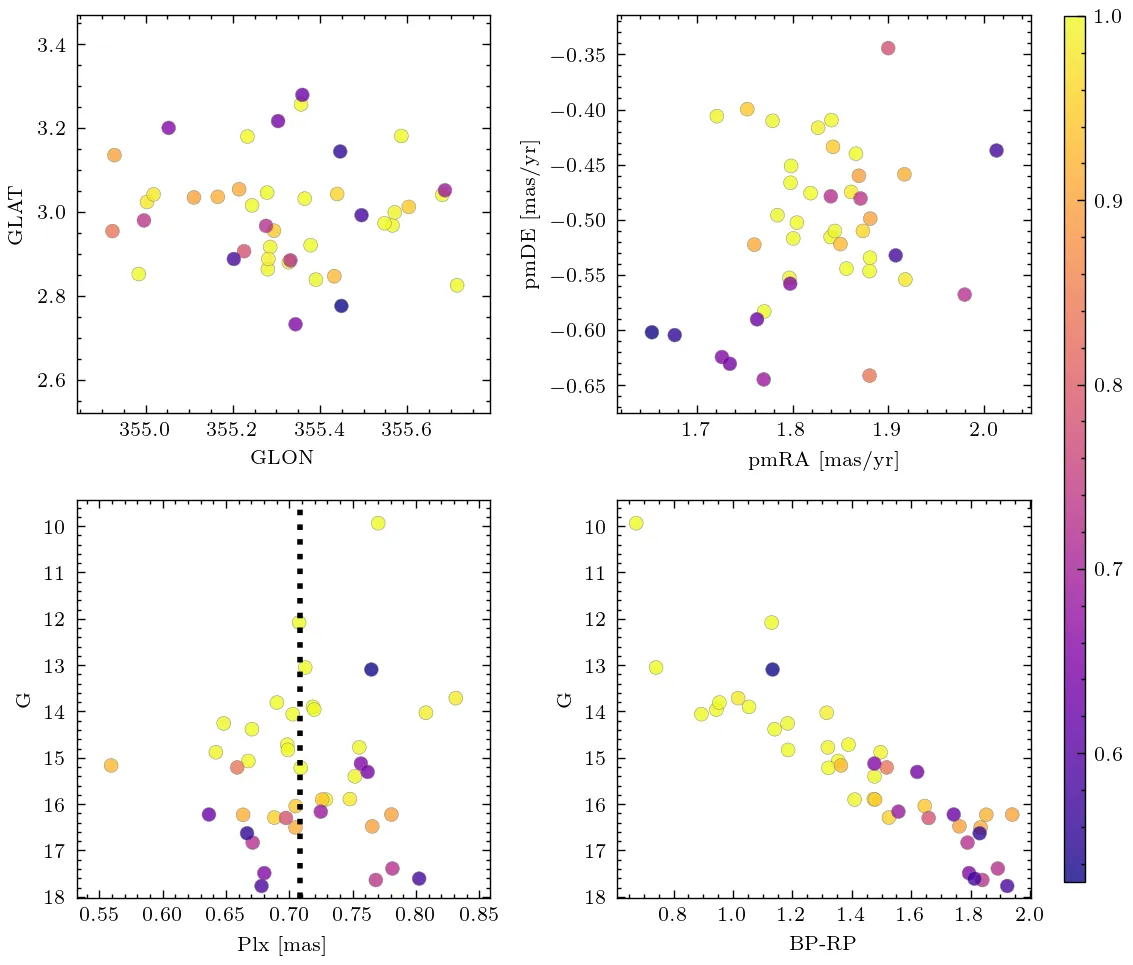 3.4
3.2
3.0
2.8
2.6
GLAT
355.0 355.2 355.4 355.6
GLON
−0.35
−0.40
−0.45
−0.50
−0.55
−0.60
−0.65
pmDE [mas/yr]
1.7 1.8 1.9 2.0
pmRA [mas/yr]
1.0
0.9
0.8
0.7
0.6
10
11
12
13
14
15
16
17
18
G
0.55 0.60 0.65 0.70 0.75 0.80 0.85
Plx [mas]
10
11
12
13
14
15
16
17
18
G
0.8 1.0 1.2 1.4 1.6 1.8 2.0
BP-RP